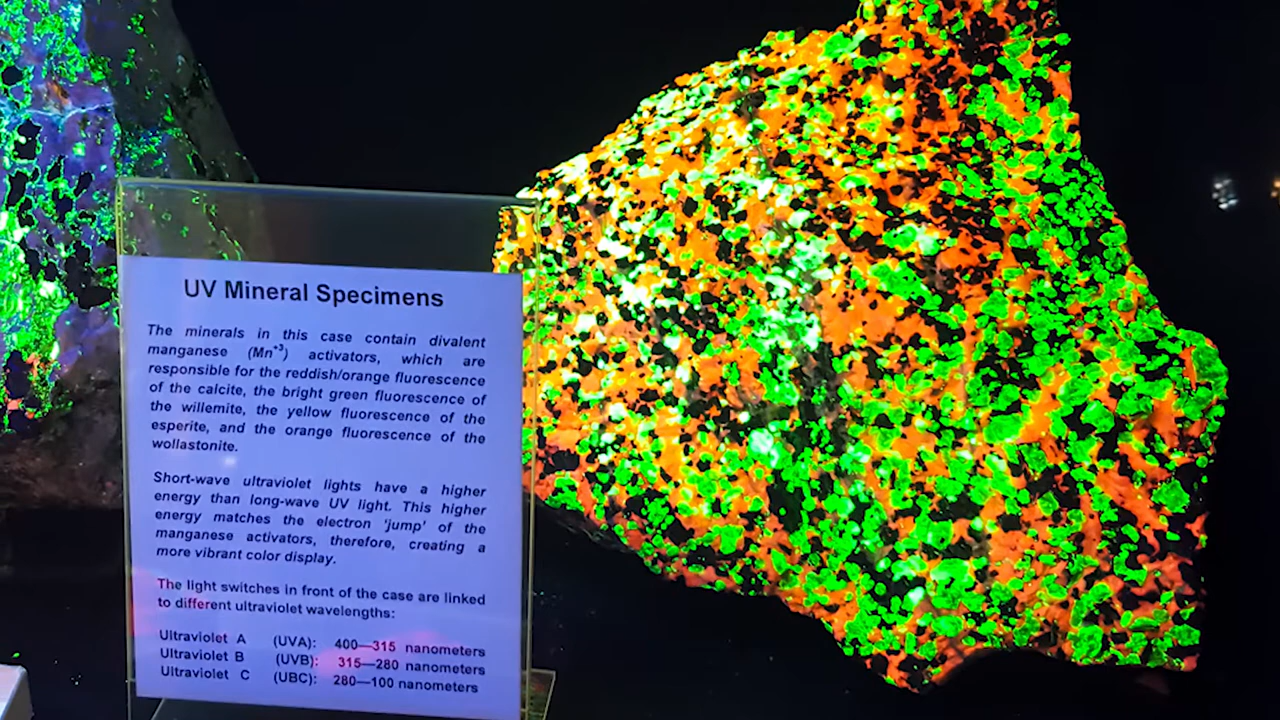 UV Mineral Specimens
The minerals in this case contain divalent
manganese (Mn⁺³) activators, which are
responsible for the reddish/orange fluorescence
of the calcite, the bright green fluorescence of
the willemite, the yellow fluorescence of the
esperite, and the orange fluorescence of the
wollastonite.
Short-wave ultraviolet lights have a higher
energy than long-wave UV light. This higher
energy matches the electron 'jump' of the
manganese activators, therefore, creating a
more vibrant color display.
The light switches in front of the case are linked
to different ultraviolet wavelengths:
Ultraviolet A (UVA): 400—315 nanometers
Ultraviolet B (UVB): 315—280 nanometers
Ultraviolet C (UBC): 280—100 nanometers